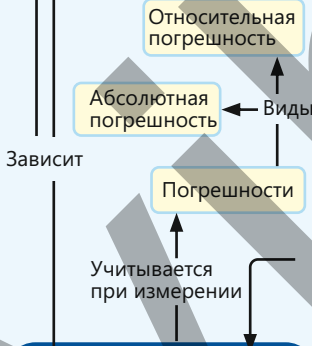 Относительная
погрешность
Абсолютная
погрешность
Виды
Зависит
Погрешности
Учитывается
при измерении